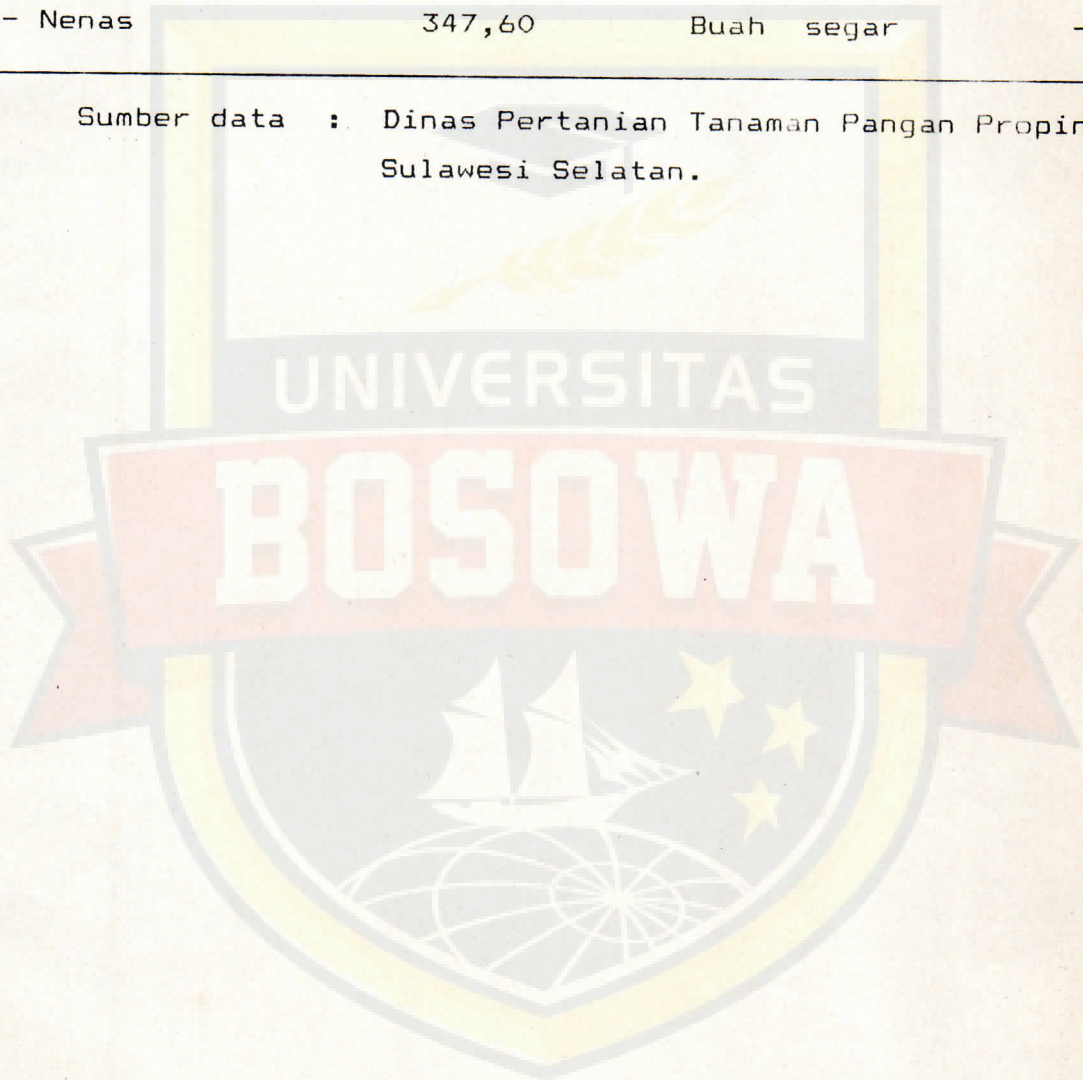 - Nenas 347,60 Buah segar -
Sumber data : Dinas Pertanian Tanaman Pangan Propin
Sulawesi Selatan.
UNIVERSITAS
BOSOWA